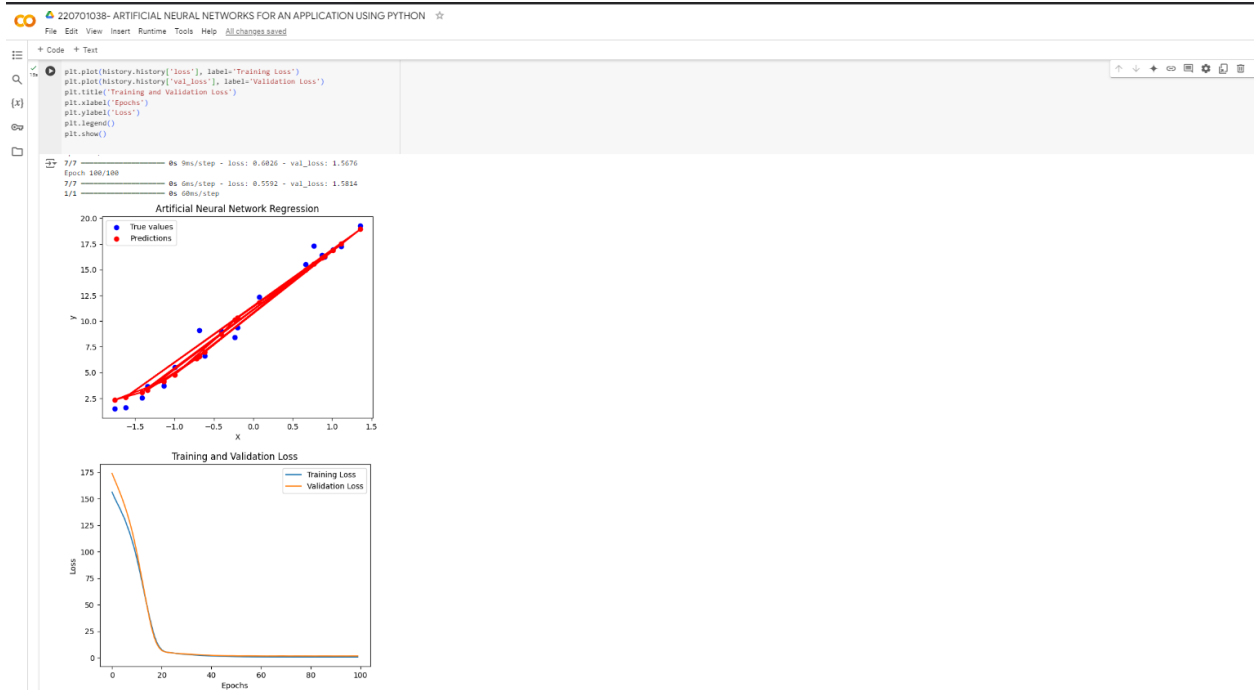 220701038- ARTIFICIAL NEURAL NETWORKS FOR AN APPLICATION USING PYTHON
File Edit View Insert Runtime Tools Help All changes saved
+ Code + Text
plt.plot(history.history['loss'], label='Training Loss')
plt.plot(history.history['val_loss'], label='Validation Loss')
plt.title('Training and Validation Loss')
plt.xlabel('Epochs')
plt.ylabel('Loss')
plt.legend()
plt.show()
{x}
7/7 0s 9ms/step - loss: 0.6026 - val_loss: 1.5676
Epoch 100/100
7/7 0s 6ms/step - loss: 0.5592 - val_loss: 1.5814
1/1 0s 60ms/step
Artificial Neural Network Regression
True values
Predictions
20.0
17.5
15.0
12.5
10.0
7.5
5.0
2.5
y
−1.5 −1.0 −0.5 0.0 0.5 1.0 1.5
X
Training and Validation Loss
Training Loss
Validation Loss
175
150
125
100
75
50
25
0
Loss
0 20 40 60 80 100
Epochs